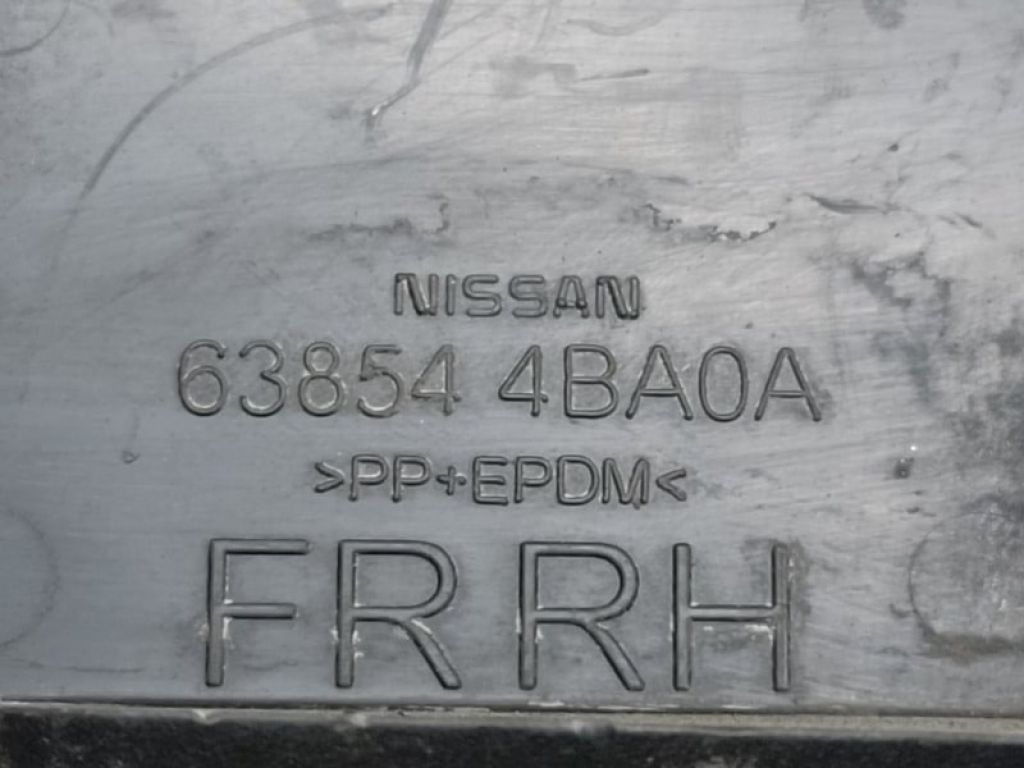 NISSAN
63854 4BA0A
>PP+EPDM<
FR RH